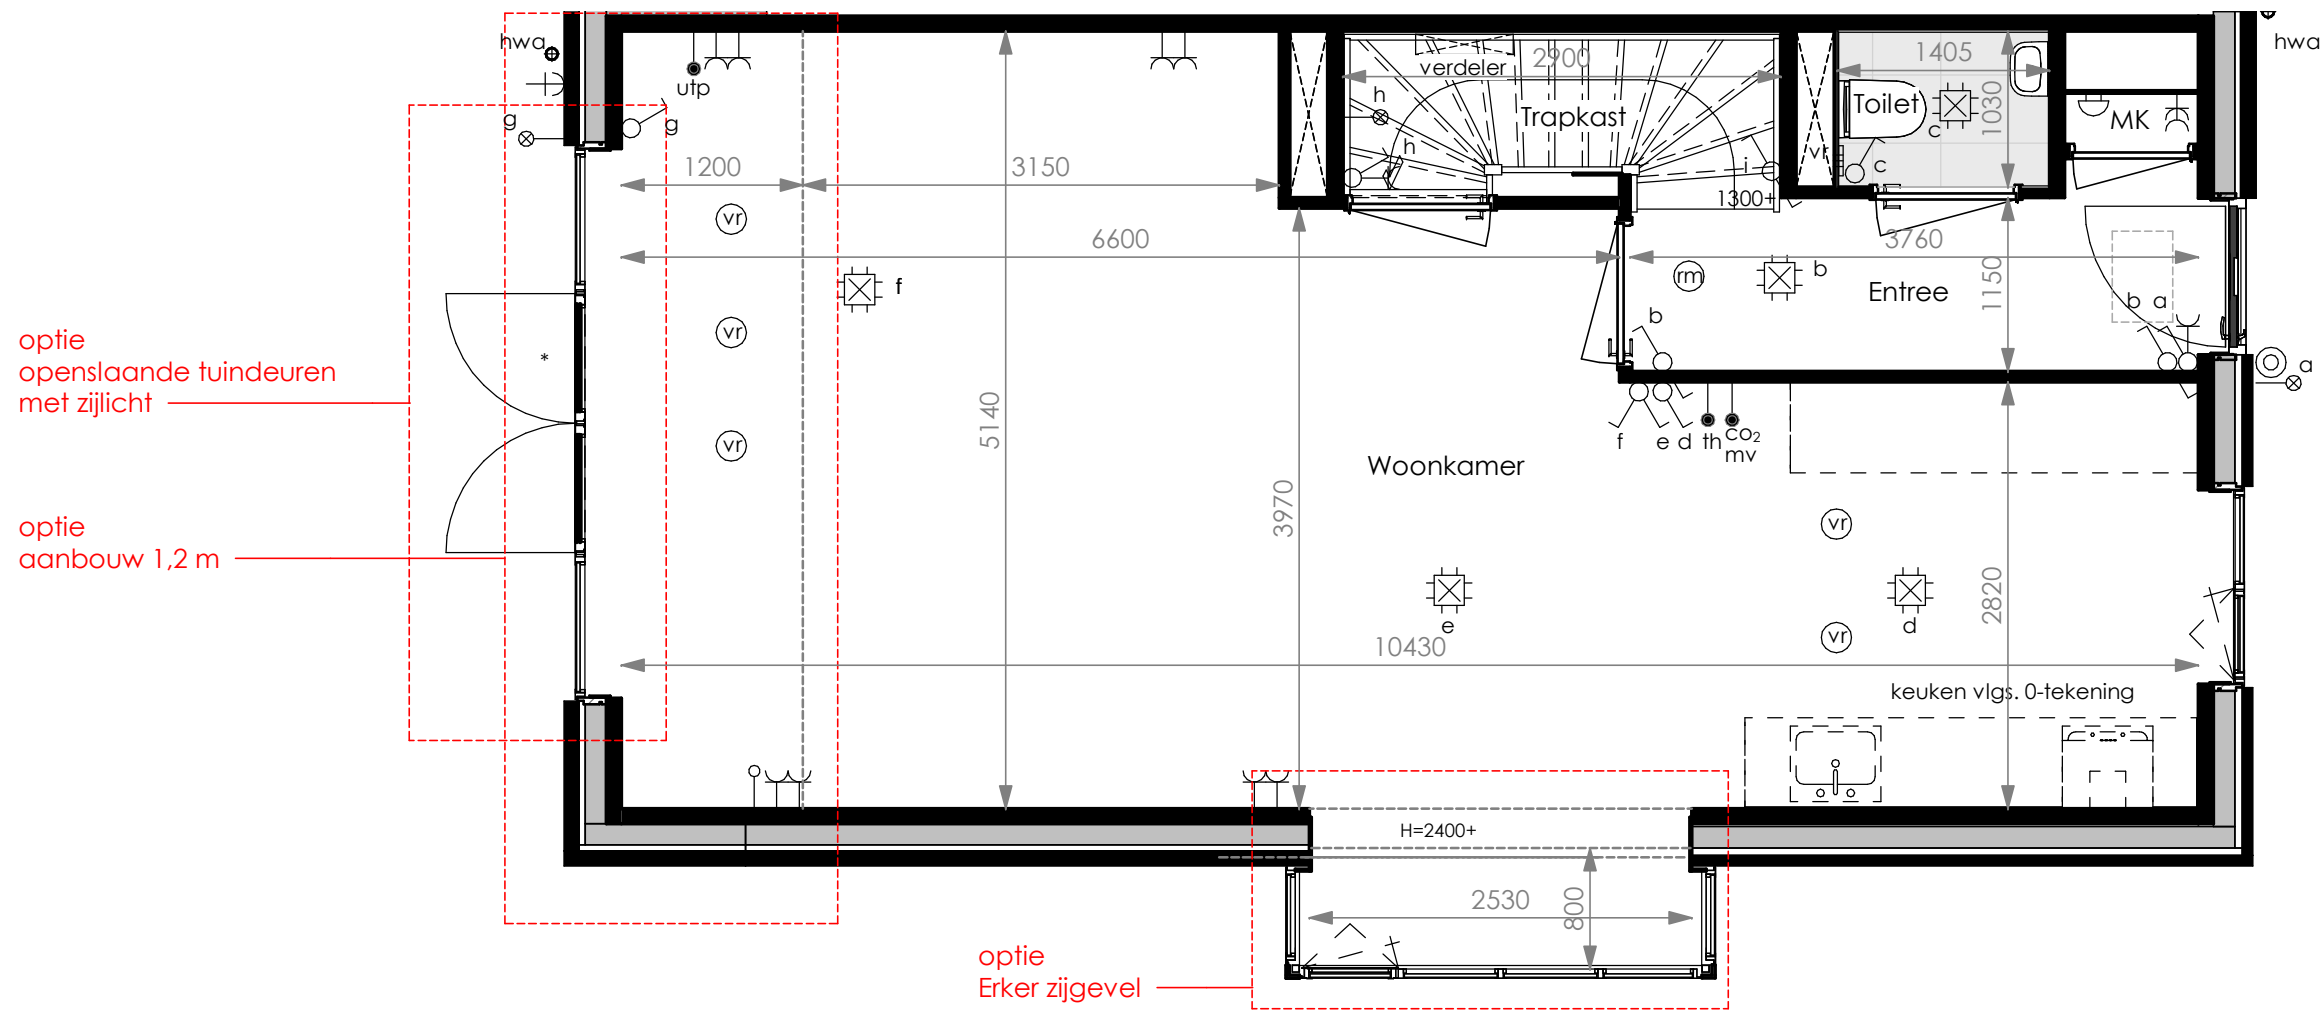 hwa
hwa
utp
verdeler
2900
1405
Toilet
1030
MK
h
Trapkast
g
g
c
h
i
vr
c
1200
3150
1300+
vr
6600
3760
f
rm
b
Entree
1150
b a
b
vr
a
optie
openslaande tuindeuren
met zijlicht
*
5140
vr
f
e
d
th
co₂
mv
Woonkamer
3970
optie
aanbouw 1,2 m
vr
e
d
2820
vr
10430
keuken vlgs. 0-tekening
H=2400+
2530
800
optie
Erker zijgevel